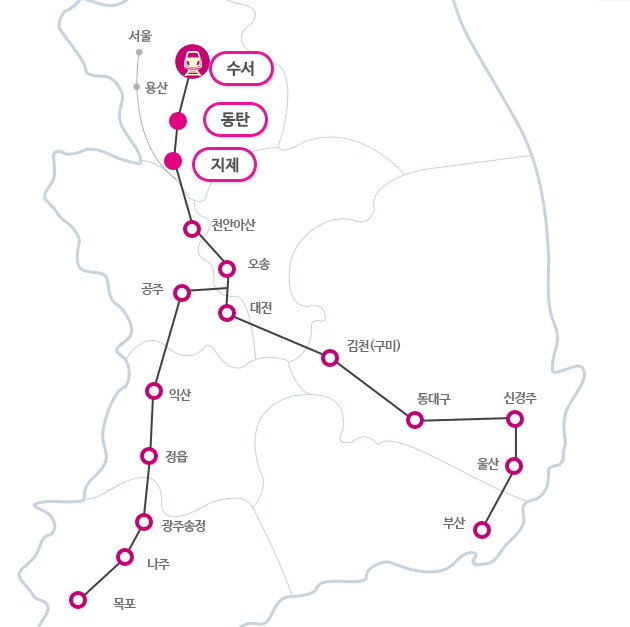 서울
수서
용산
동탄
지제
천안아산
오송
공주
대전
김천(구미)
익산
동대구
신경주
정읍
울산
광주송정
부산
나주
목포